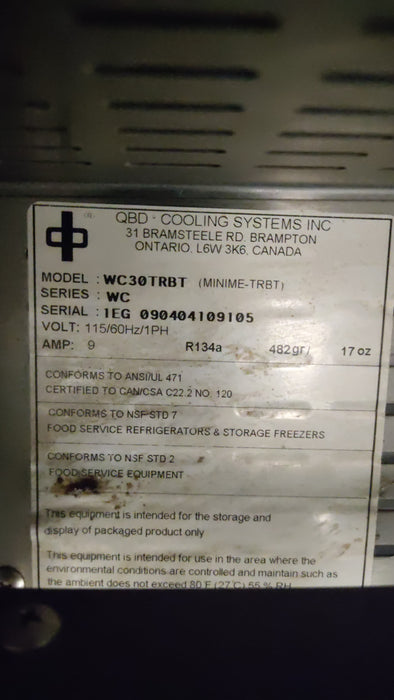 QBD - COOLING SYSTEMS INC
31 BRAMSTEELE RD. BRAMPTON
ONTARIO. L6W 3K6, CANADA
MODEL : WC30TRBT (MINIME-TRBT)
SERIES : WC
SERIAL : IEG 090404109105
VOLT: 115/60Hz/1PH
AMP: 9 R134a 482gr/ 17 oz
CONFORMS TO ANSI/UL 471
CERTIFIED TO CAN/CSA C22.2 NO. 120
CONFORMS TO NSF STD 7
FOOD SERVICE REFRIGERATORS & STORAGE FREEZERS
CONFORMS TO NSF STD 2
FOOD SERVICE EQUIPMENT
This equipment is intended for the storage and
display of packaged product only
This equipment is intended for use in the area where the
environmental conditions are controlled and maintain such as
the ambient does not exceed 80 F (27 C) 55 % RH